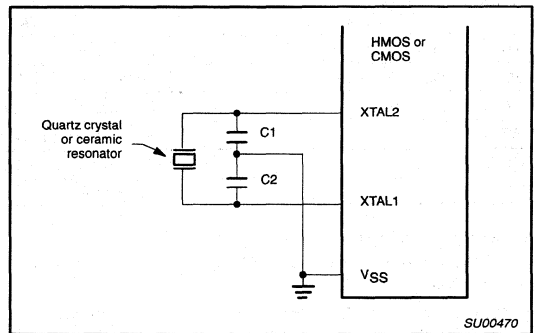 HMOS or
CMOS
XTAL2
Quartz crystal
or ceramic
resonator
C1
C2
XTAL1
VSS
SU00470